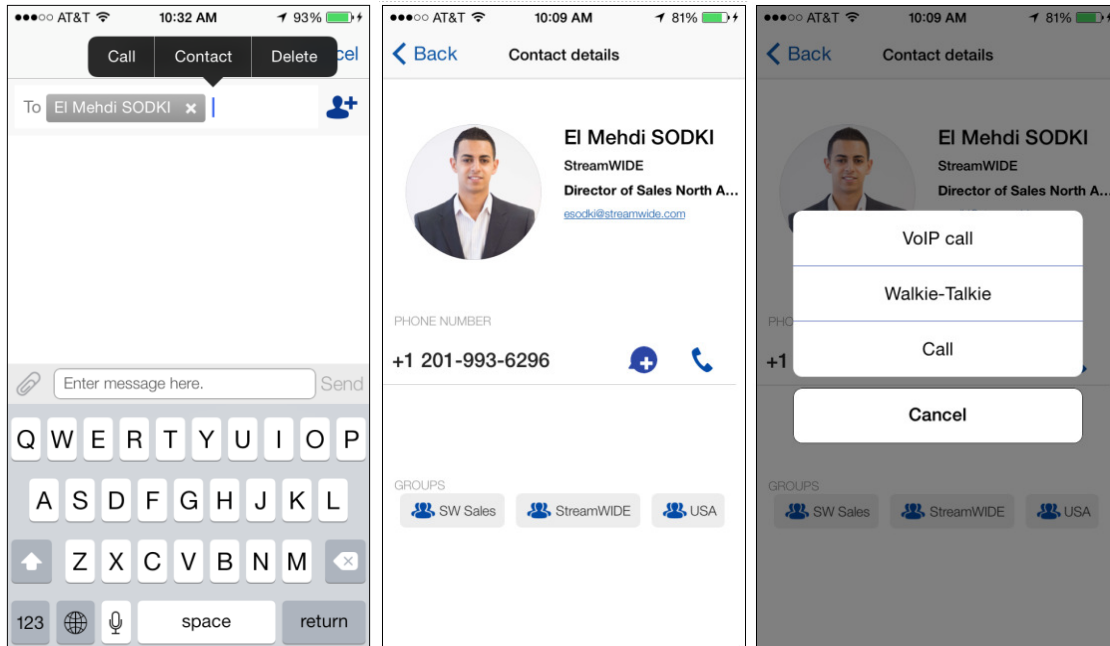 AT&T 10:32 AM 93%
Call Contact Delete cel
To El Mehdi SODKI ×
Enter message here. Send
Q W E R T Y U I O P
A S D F G H J K L
Z X C V B N M
123 space return
AT&T 10:09 AM 81%
Back Contact details
El Mehdi SODKI
StreamWIDE
Director of Sales North A...
esodki@streamwide.com
PHONE NUMBER
+1 201-993-6296
GROUPS
SW Sales StreamWIDE USA
AT&T 10:09 AM 81%
Back Contact details
El Mehdi SODKI
StreamWIDE
Director of Sales North A...
VoIP call
Walkie-Talkie
PHO
Call
+1
Cancel
GROUPS
SW Sales StreamWIDE USA